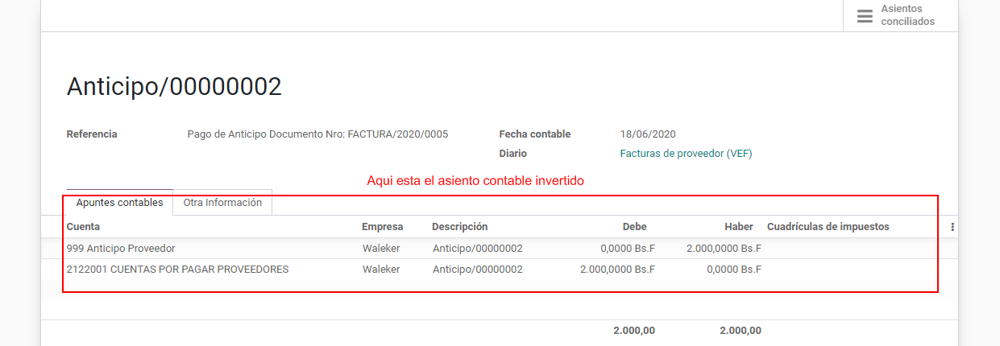 Asientos
conciliados
Anticipo/00000002
Referencia Pago de Anticipo Documento Nro: FACTURA/2020/0005 Fecha contable 18/06/2020
Diario Facturas de proveedor (VEF)
Aqui esta el asiento contable invertido
Apuntes contables Otra Información
Cuenta Empresa Descripción Debe Haber Cuadrículas de impuestos
999 Anticipo Proveedor Waleker Anticipo/00000002 0,0000 Bs.F 2.000,0000 Bs.F
2122001 CUENTAS POR PAGAR PROVEEDORES Waleker Anticipo/00000002 2.000,0000 Bs.F 0,0000 Bs.F
2.000,00 2.000,00